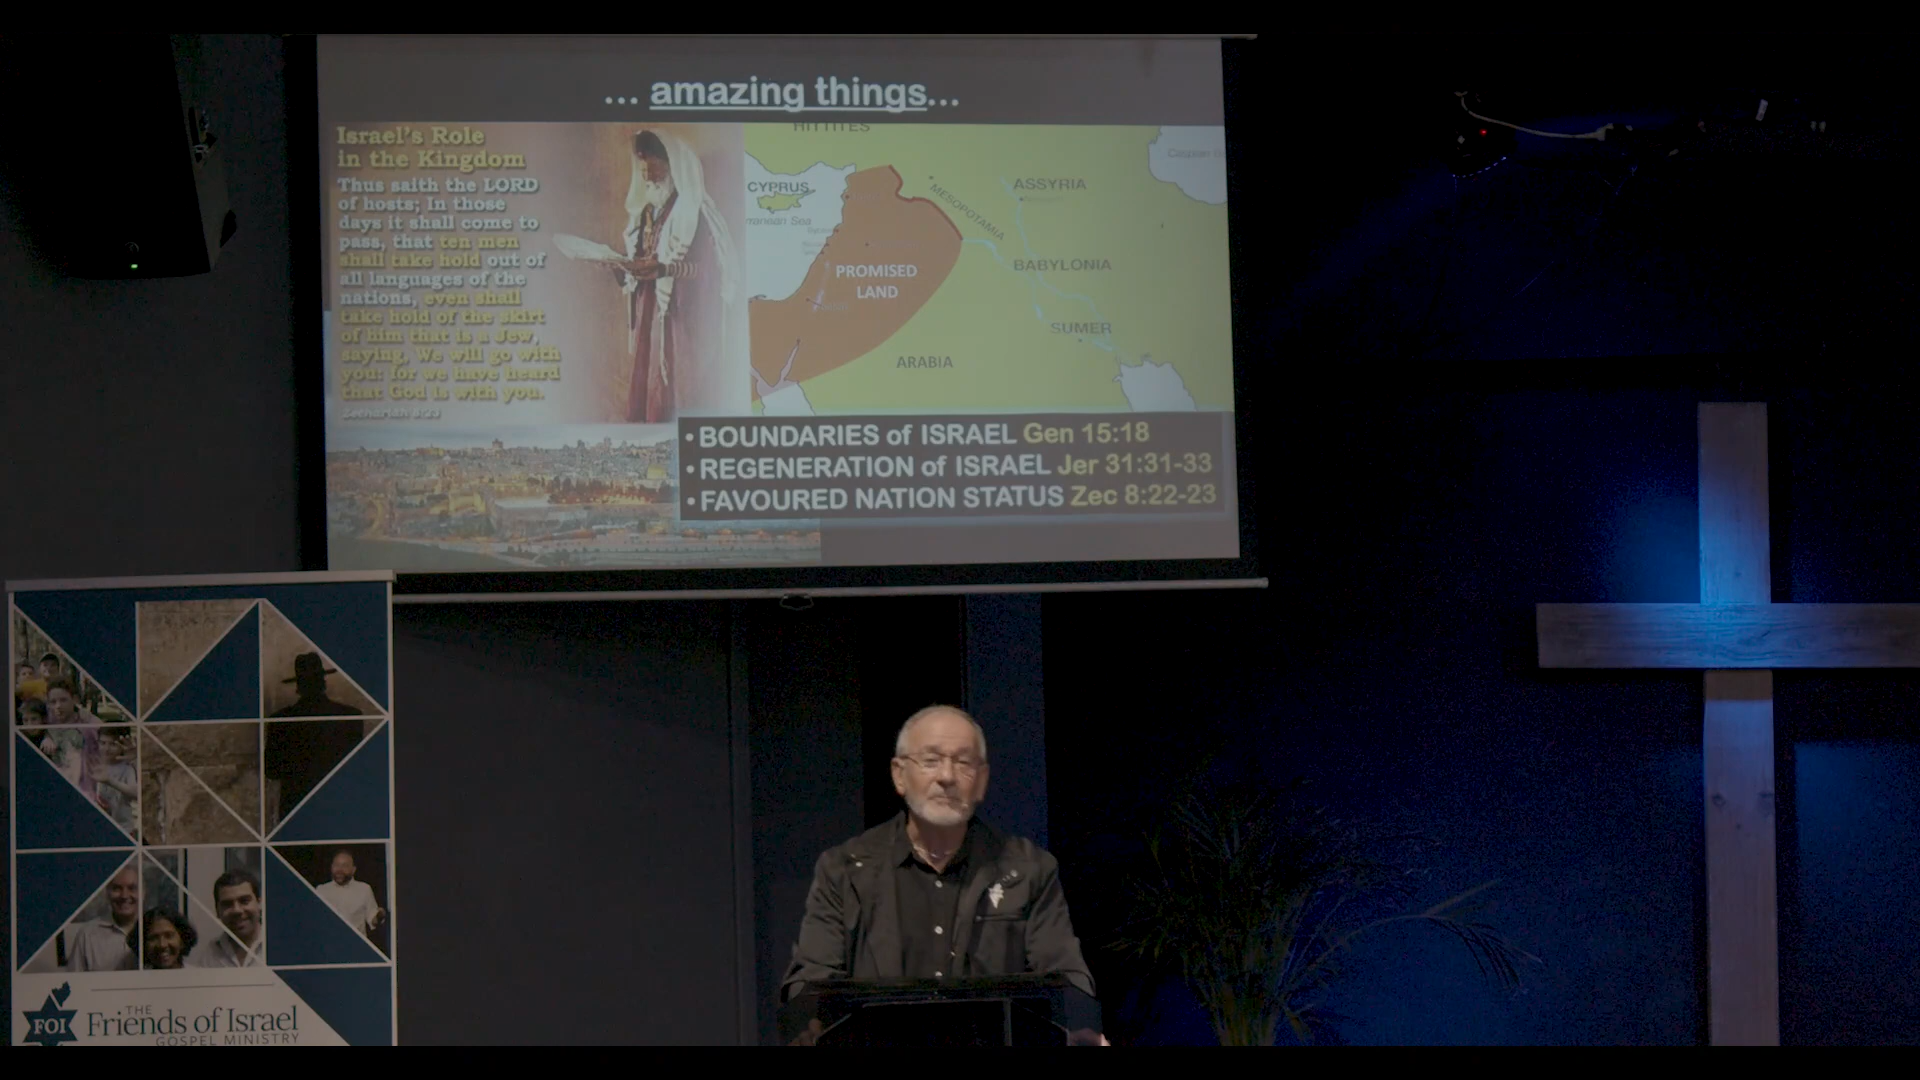 ... amazing things...
Israel's Role
in the Kingdom
Thus saith the LORD
of hosts; In those
days it shall come to
pass, that ten men
shall take hold out of
all languages of the
nations, even shall
take hold of the skirt
of him that is a Jew,
saying, We will go with
you: for we have heard
that God is with you.
Zechariah 8:23
HITTITES
CYPRUS
ranean Sea
MESOPOTAMIA
ASSYRIA
BABYLONIA
SUMER
PROMISED
LAND
ARABIA
• BOUNDARIES of ISRAEL Gen 15:18
• REGENERATION of ISRAEL Jer 31:31-33
• FAVOURED NATION STATUS Zec 8:22-23
FOI
THE
Friends of Israel
GOSPEL MINISTRY